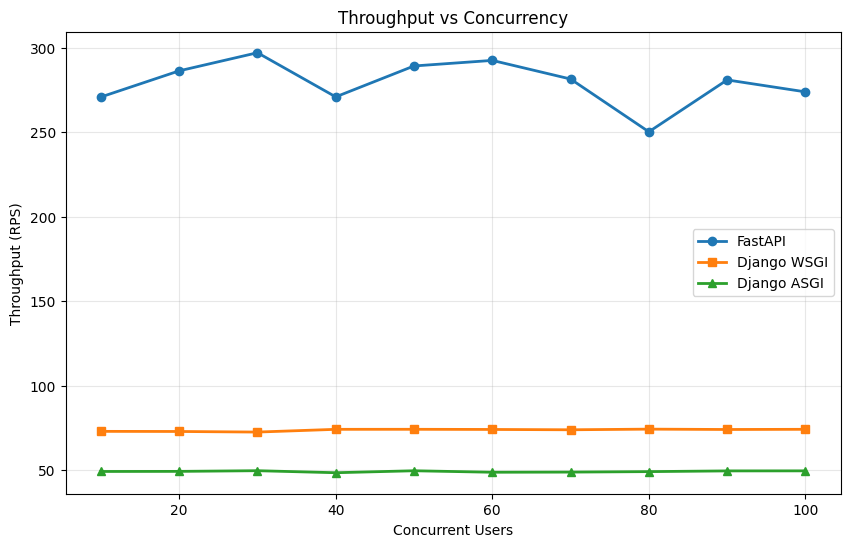 Throughput vs Concurrency
Throughput (RPS)
300
250
200
150
100
50
FastAPI
Django WSGI
Django ASGI
20
40
60
80
100
Concurrent Users